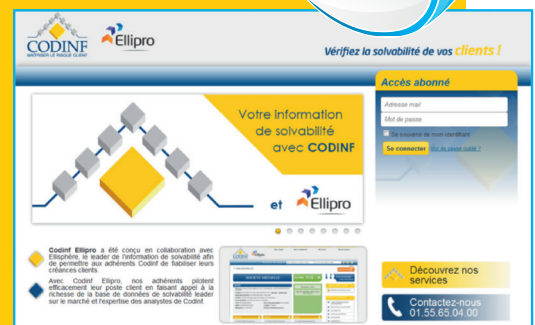 CODINF
MAÎTRISER LE RISQUE CLIENT
Ellipro
Vérifiez la solvabilité de vos clients !
Accès abonné
Adresse mail
Mot de passe
Se souvenir de mon identifiant
Se connecter Mot de passe oublié ?
Votre information
de solvabilité
avec CODINF
et Ellipro
Codinf Ellipro a été conçu en collaboration avec
Ellisphère, le leader de l'information de solvabilité afin
de permettre aux adhérents Codinf de fiabiliser leurs
créances clients.
Avec Codinf Ellipro, nos adhérents pilotent
efficacement leur poste client en faisant appel à la
richesse de la base de données de solvabilité leader
sur le marché et l'expertise des analystes de Codinf.
Découvrez nos
services
Contactez-nous
01.55.65.04.00